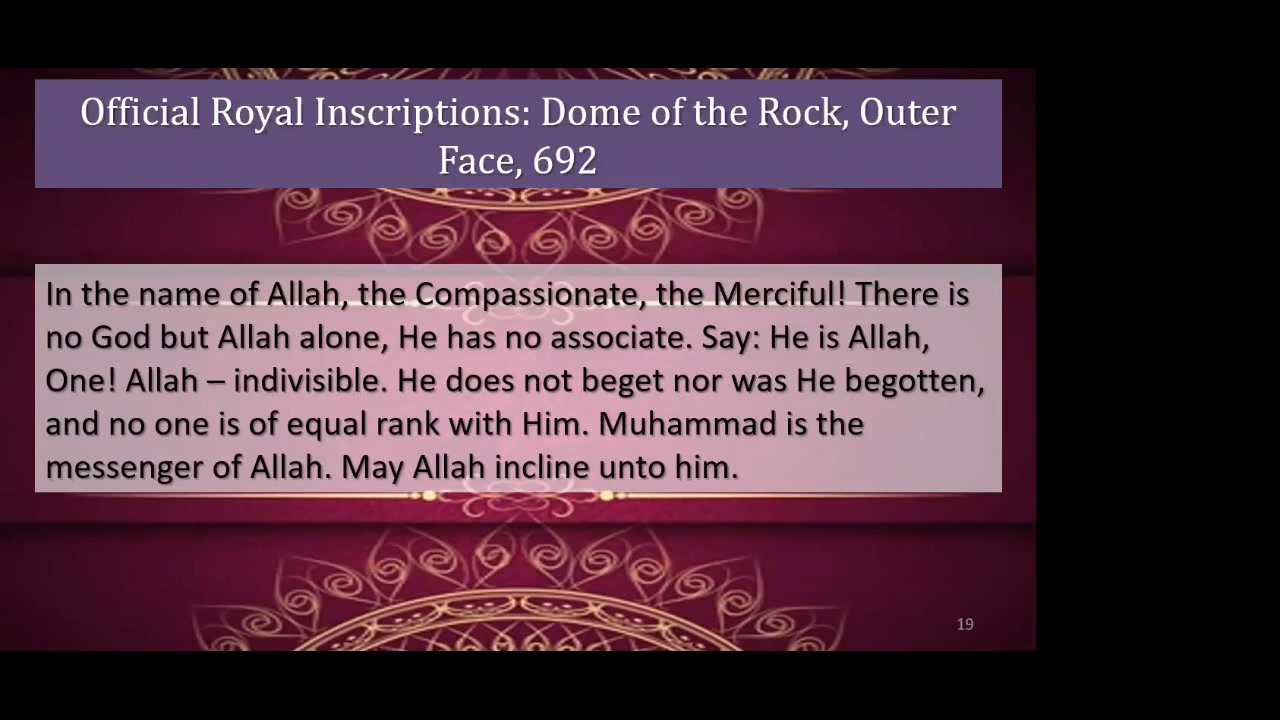 Official Royal Inscriptions: Dome of the Rock, Outer
Face, 692
In the name of Allah, the Compassionate, the Merciful! There is
no God but Allah alone, He has no associate. Say: He is Allah,
One! Allah – indivisible. He does not beget nor was He begotten,
and no one is of equal rank with Him. Muhammad is the
messenger of Allah. May Allah incline unto him.
19